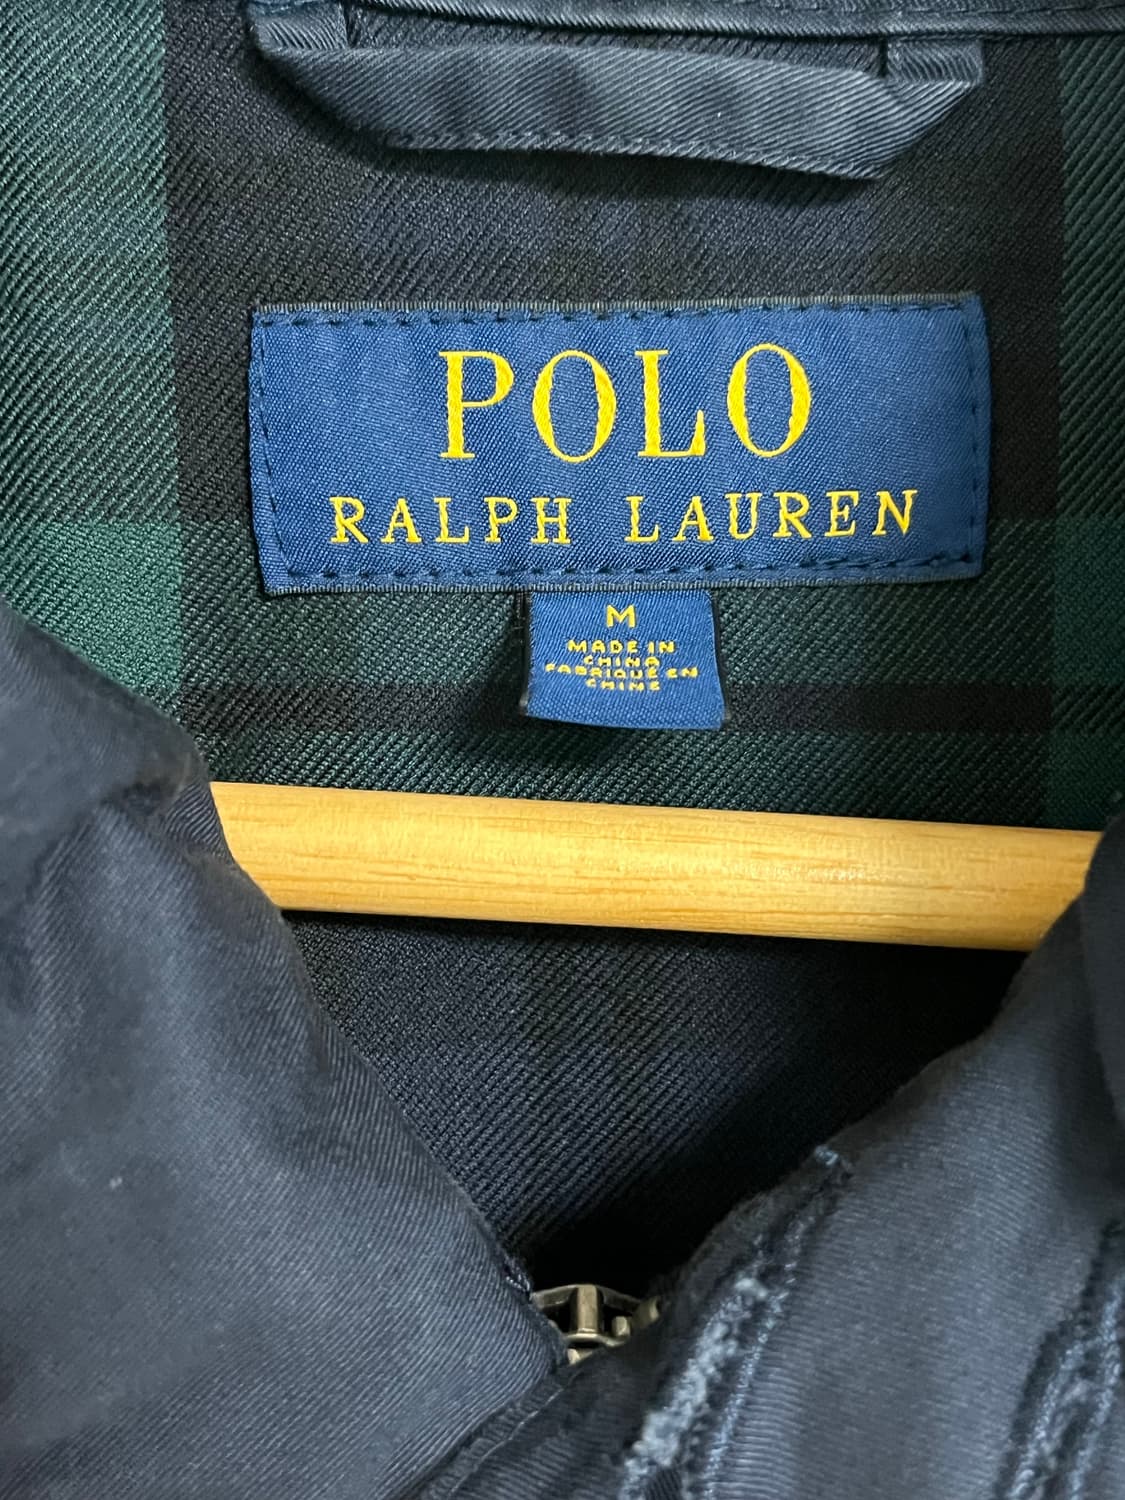 POLO
RALPH LAUREN
M
MADE IN
CHINA
FABRIQUÉ EN
CHINE